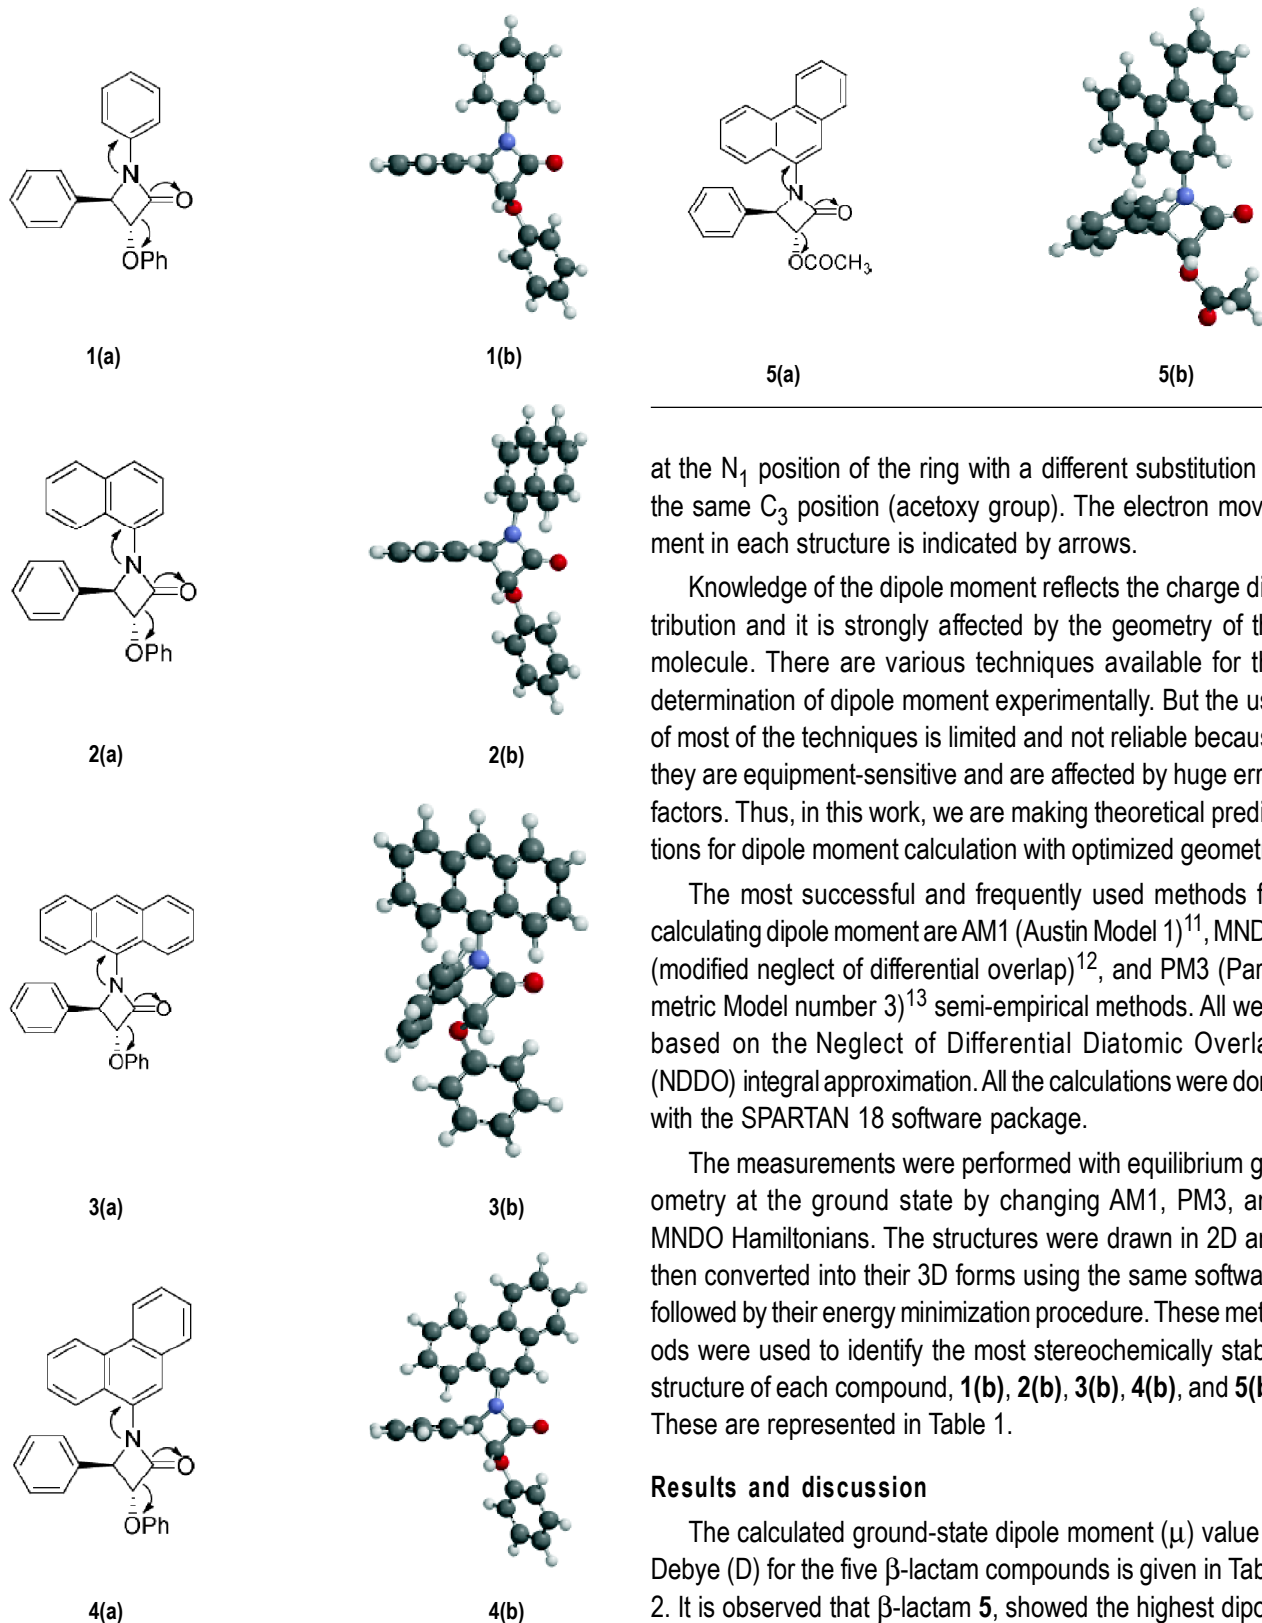 N
O
OPh
1(a)
1(b)
N
O
OPh
2(a)
2(b)
N
O
OPh
3(a)
3(b)
N
O
OPh
4(a)
4(b)
N
O
OCOCH3
5(a)
5(b)
at the N1 position of the ring with a different substitution
the same C3 position (acetoxy group). The electron mov
ment in each structure is indicated by arrows.
Knowledge of the dipole moment reflects the charge di
tribution and it is strongly affected by the geometry of th
molecule. There are various techniques available for th
determination of dipole moment experimentally. But the us
of most of the techniques is limited and not reliable becaus
they are equipment-sensitive and are affected by huge err
factors. Thus, in this work, we are making theoretical predi
tions for dipole moment calculation with optimized geometr
The most successful and frequently used methods f
calculating dipole moment are AM1 (Austin Model 1)11, MND
(modified neglect of differential overlap)12, and PM3 (Par
metric Model number 3)13 semi-empirical methods. All we
based on the Neglect of Differential Diatomic Overla
(NDDO) integral approximation. All the calculations were don
with the SPARTAN 18 software package.
The measurements were performed with equilibrium g
ometry at the ground state by changing AM1, PM3, an
MNDO Hamiltonians. The structures were drawn in 2D an
then converted into their 3D forms using the same softwa
followed by their energy minimization procedure. These met
ods were used to identify the most stereochemically stab
structure of each compound, 1(b), 2(b), 3(b), 4(b), and 5(b
These are represented in Table 1.
Results and discussion
The calculated ground-state dipole moment (μ) value
Debye (D) for the five β-lactam compounds is given in Tab
2. It is observed that β-lactam 5, showed the highest dipo